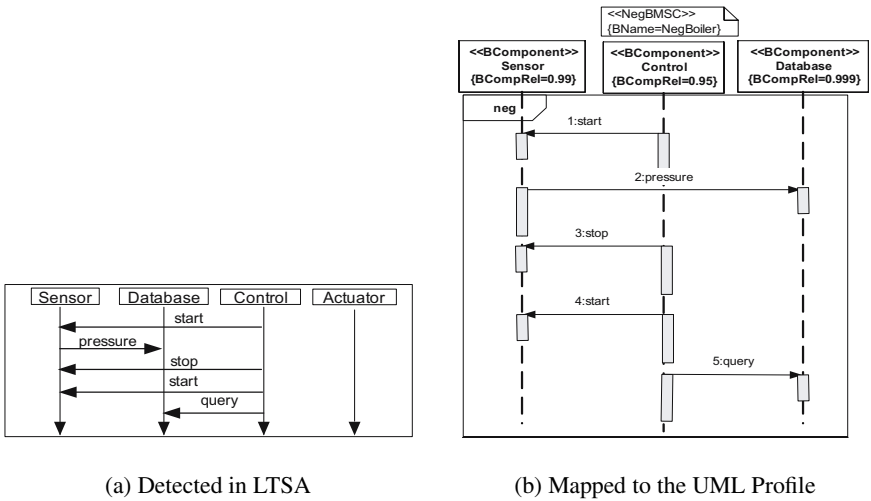 Sensor Database Control Actuator
start
pressure
stop
start
query
(a) Detected in LTSA
<<NegBMSC>>
{BName=NegBoiler}
<<BComponent>>
Sensor
{BCompRel=0.99}
<<BComponent>>
Control
{BCompRel=0.95}
<<BComponent>>
Database
{BCompRel=0.999}
neg
1:start
2:pressure
3:stop
4:start
5:query
(b) Mapped to the UML Profile